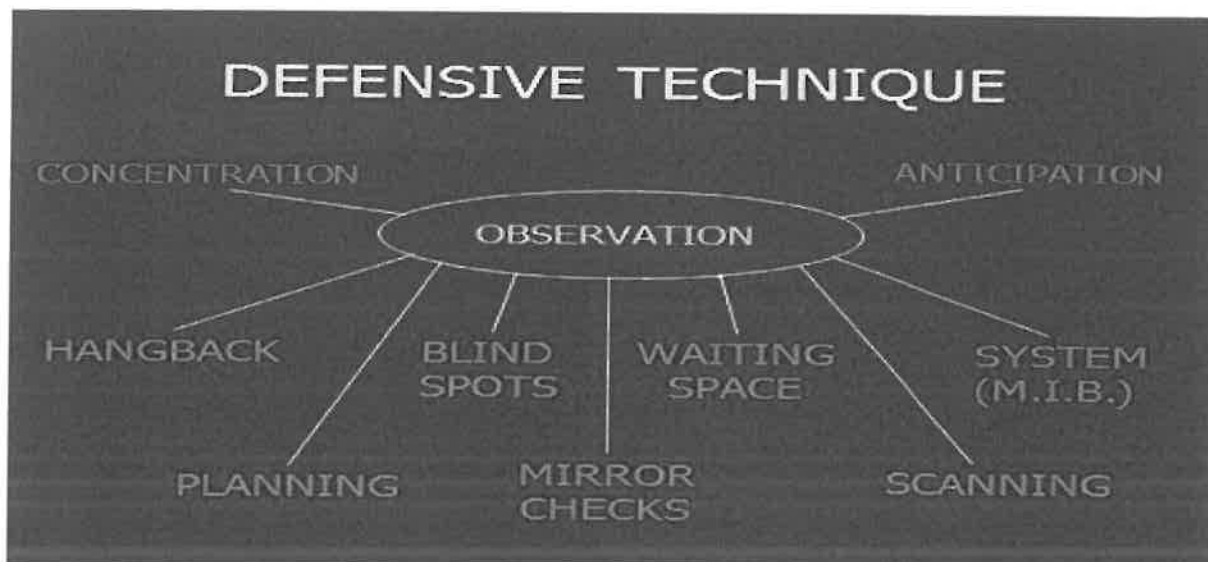 DEFENSIVE TECHNIQUE
CONCENTRATION
ANTICIPATION
OBSERVATION
HANGBACK
BLIND
SPOTS
WAITING
SPACE
SYSTEM
(M.I.B.)
PLANNING
MIRROR
CHECKS
SCANNING